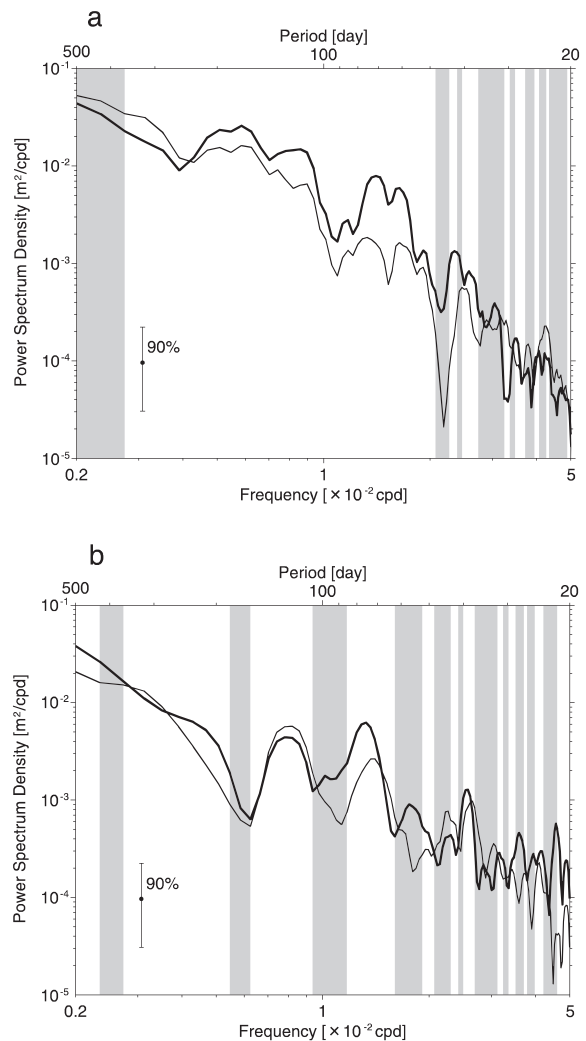 a
Period [day]
500 100 20
10-1
10-2
10-3
10-4
10-5
Power Spectrum Density [m2/cpd]
90%
0.2 1 5
Frequency [ × 10-2 cpd]
b
Period [day]
500 100 20
10-1
10-2
10-3
10-4
10-5
Power Spectrum Density [m2/cpd]
90%
0.2 1 5
Frequency [ × 10-2 cpd]